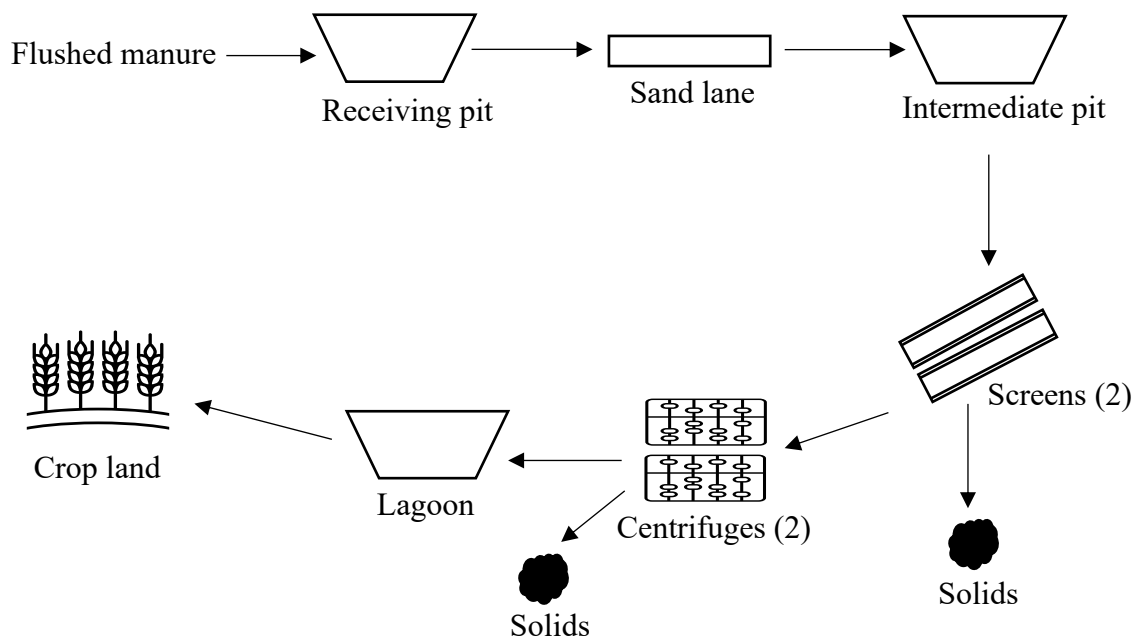 Flushed manure
Receiving pit
Sand lane
Intermediate pit
Screens (2)
Solids
Centrifuges (2)
Solids
Lagoon
Crop land